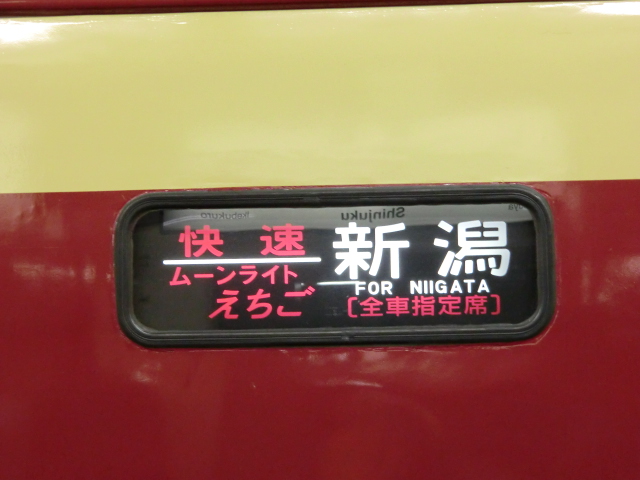 快速 新潟
ムーンライト FOR NIIGATA
えちご [全車指定席]
Ikebukuro Shinjuku